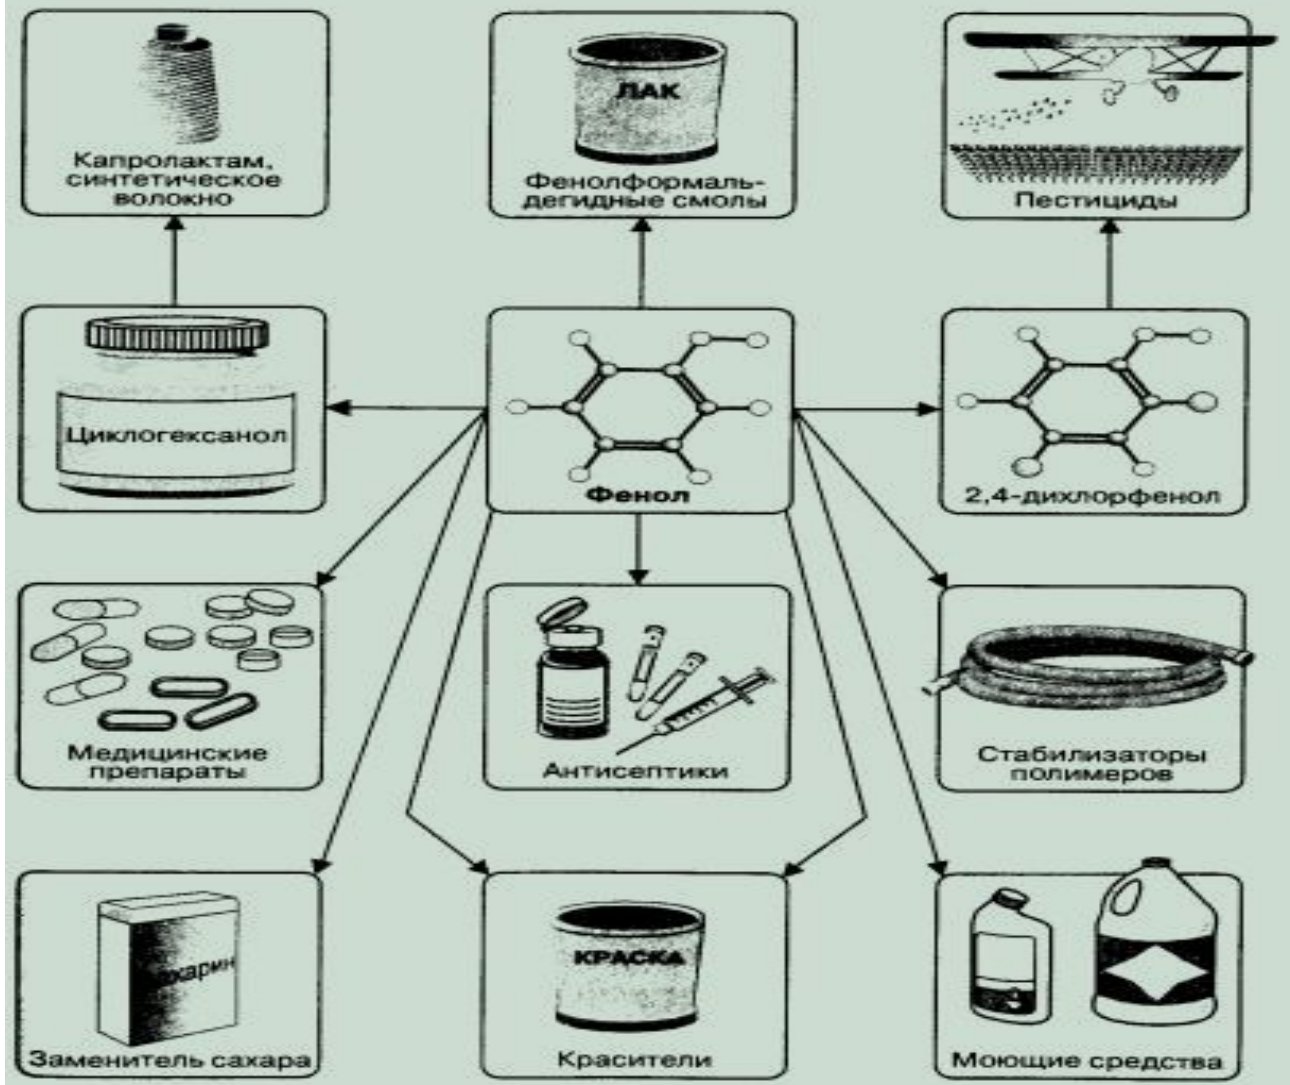 Капролактам,
синтетическое
волокно
ЛАК
Фенолформаль-
дегидные смолы
Пестициды
Циклогексанол
Фенол
2,4-дихлорфенол
Медицинские
препараты
Антисептики
Стабилизаторы
полимеров
Заменитель сахара
КРАСКА
Красители
Моющие средства